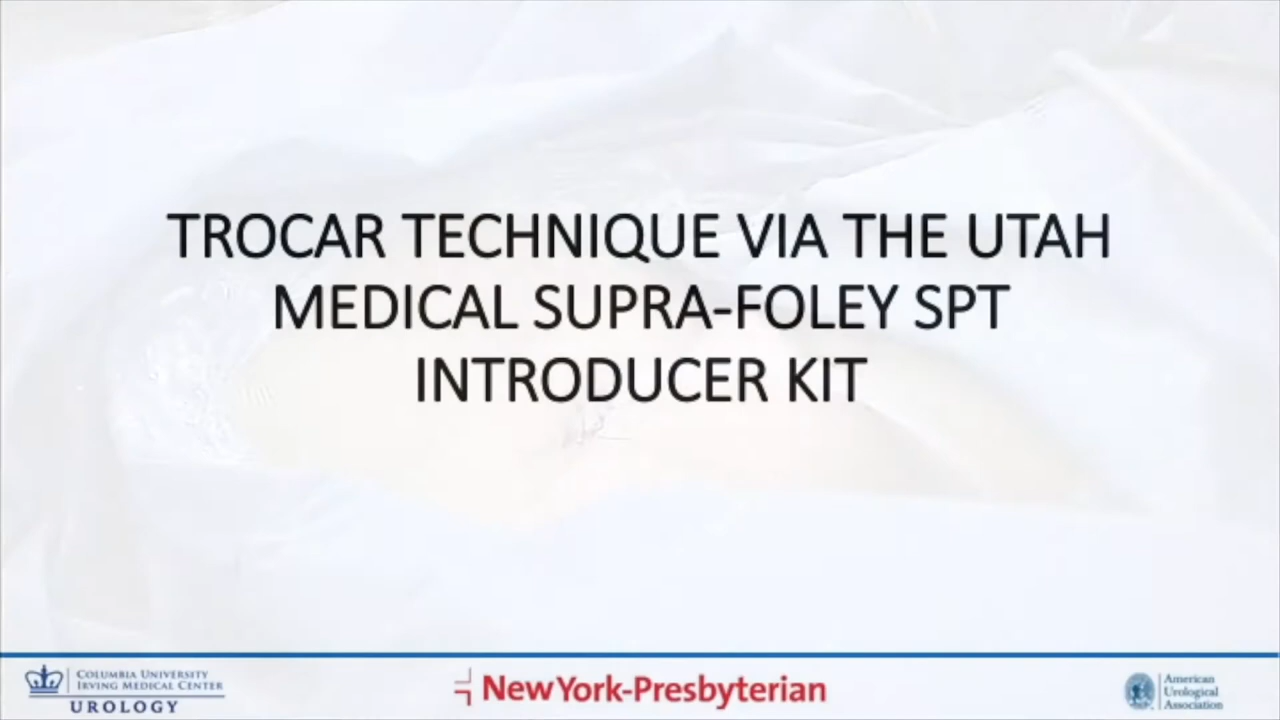 TROCAR TECHNIQUE VIA THE UTAH
MEDICAL SUPRA-FOLEY SPT
INTRODUCER KIT
COLUMBIA UNIVERSITY
IRVING MEDICAL CENTER
UROLOGY
NewYork-Presbyterian
American
Urological
Association